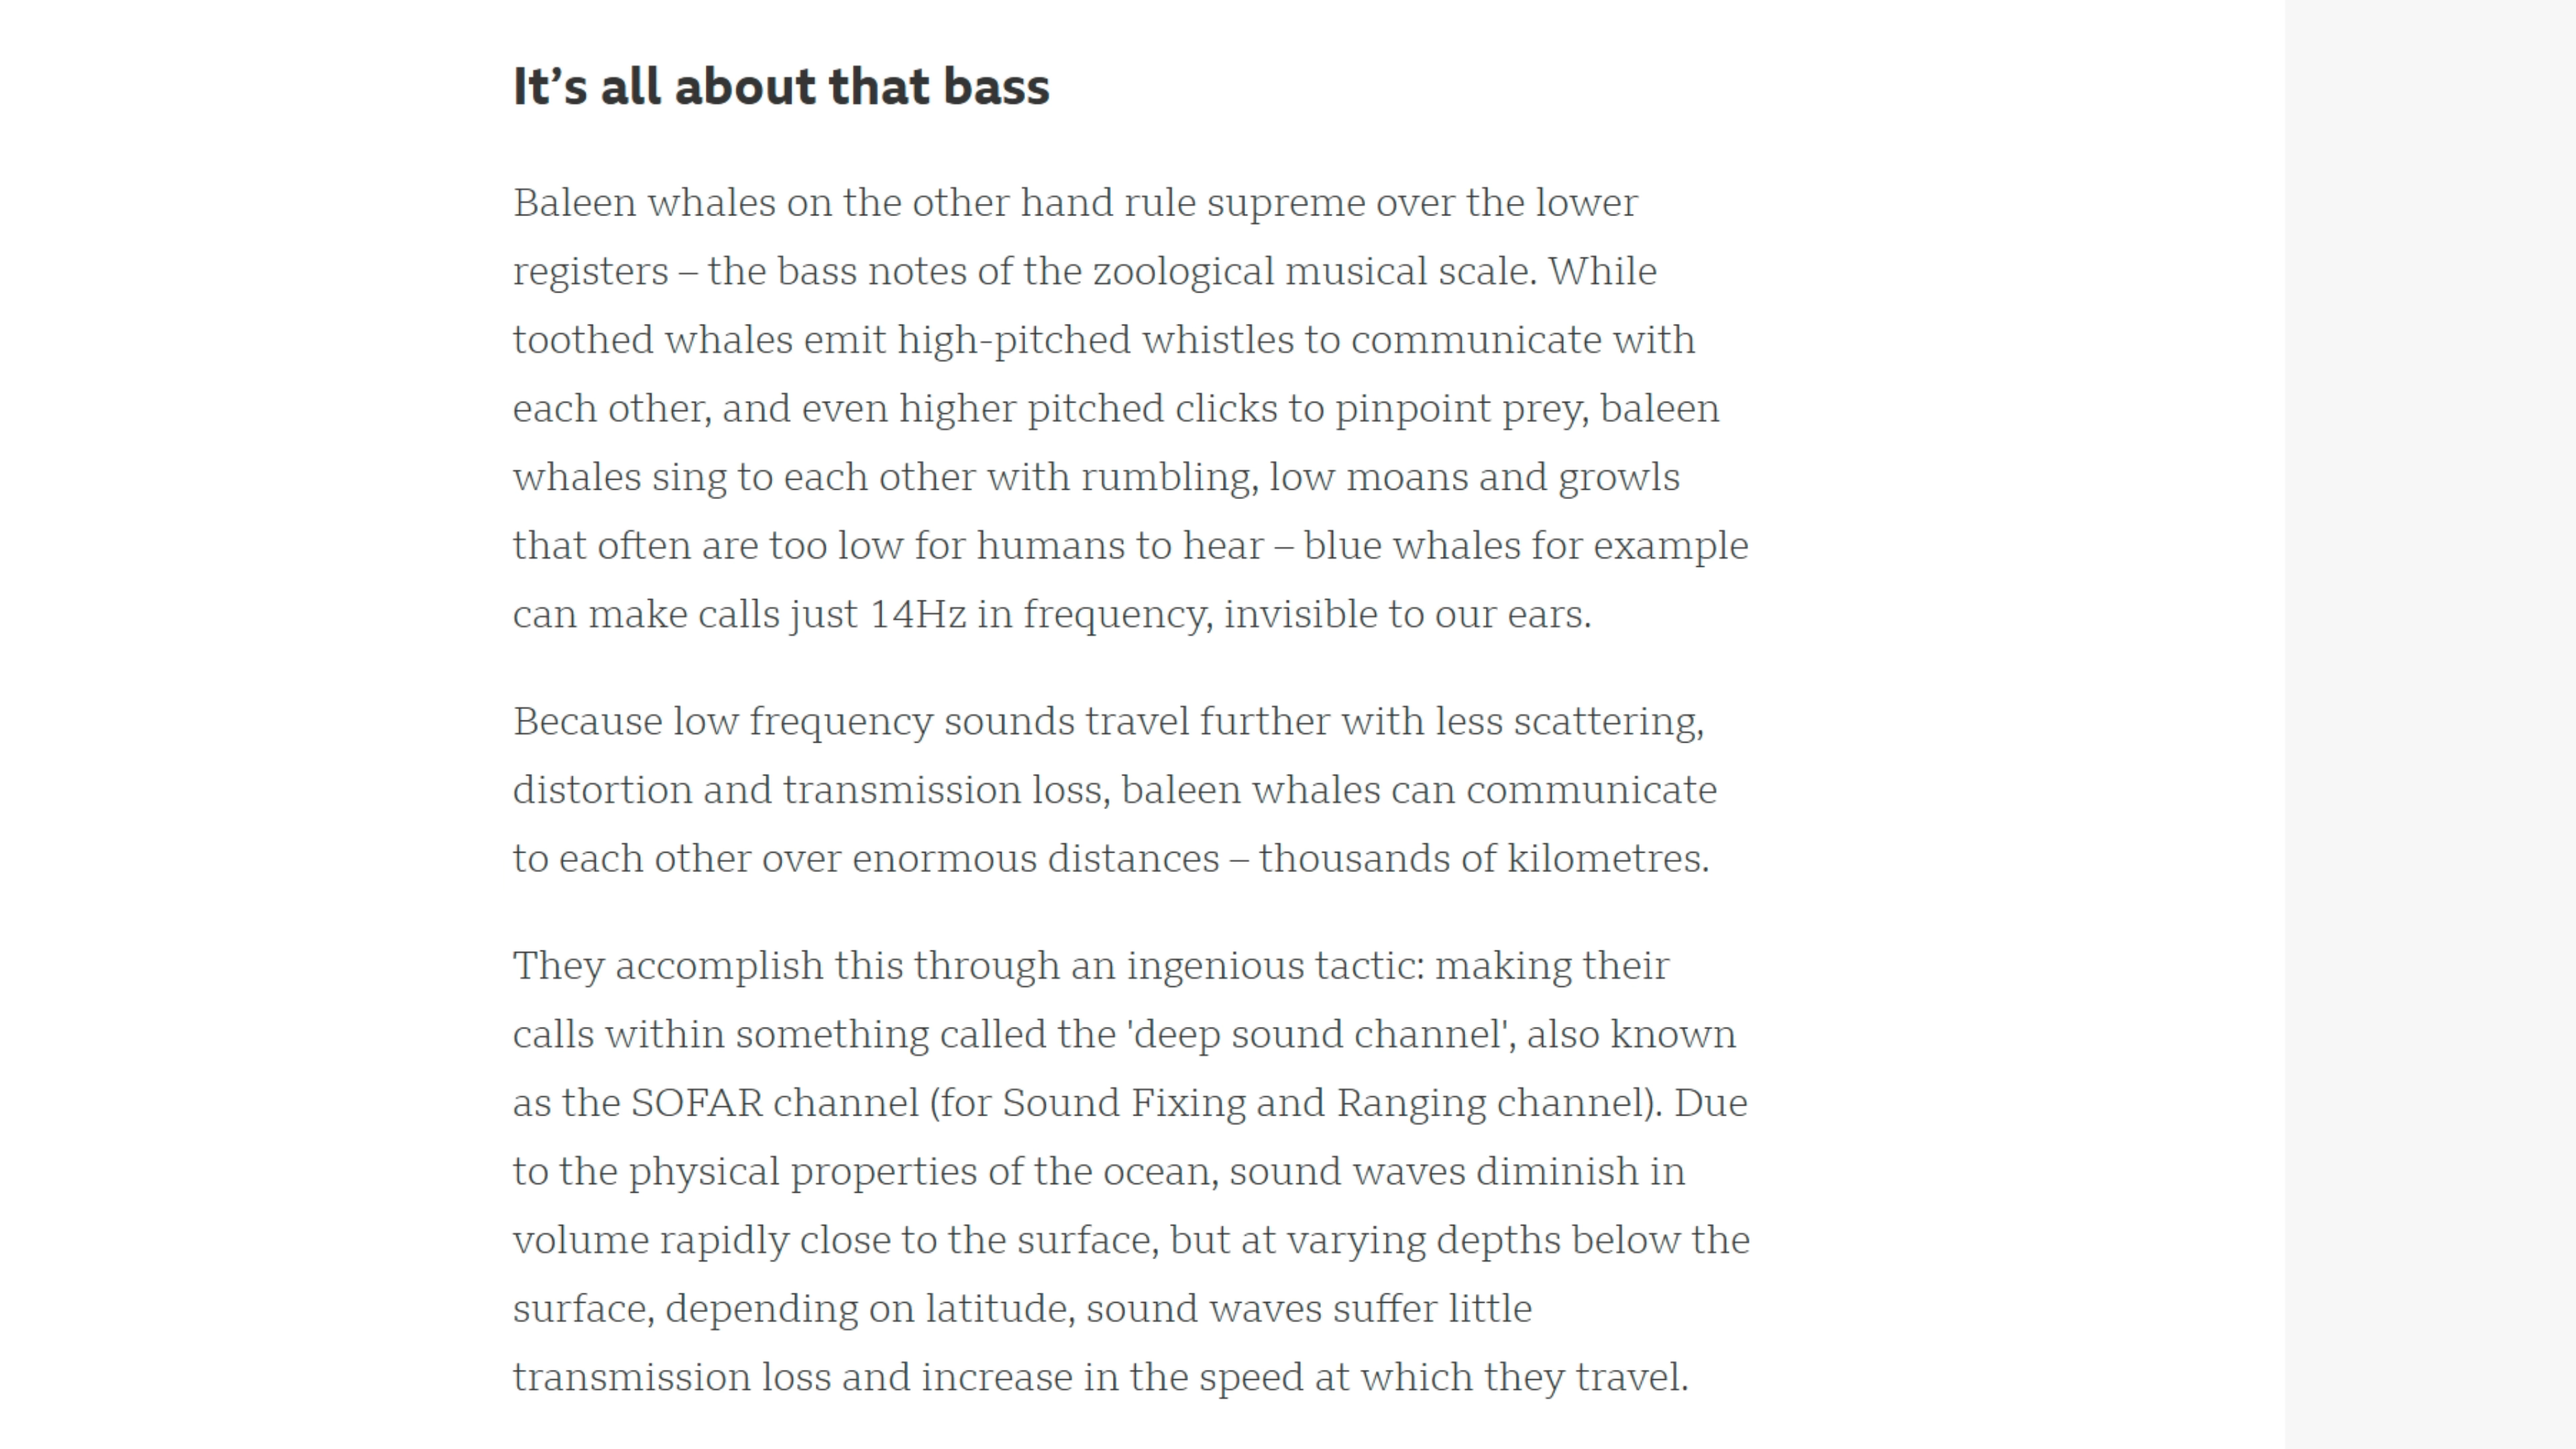 It’s all about that bass
Baleen whales on the other hand rule supreme over the lower
registers – the bass notes of the zoological musical scale. While
toothed whales emit high-pitched whistles to communicate with
each other, and even higher pitched clicks to pinpoint prey, baleen
whales sing to each other with rumbling, low moans and growls
that often are too low for humans to hear – blue whales for example
can make calls just 14Hz in frequency, invisible to our ears.
Because low frequency sounds travel further with less scattering,
distortion and transmission loss, baleen whales can communicate
to each other over enormous distances – thousands of kilometres.
They accomplish this through an ingenious tactic: making their
calls within something called the 'deep sound channel', also known
as the SOFAR channel (for Sound Fixing and Ranging channel). Due
to the physical properties of the ocean, sound waves diminish in
volume rapidly close to the surface, but at varying depths below the
surface, depending on latitude, sound waves suffer little
transmission loss and increase in the speed at which they travel.